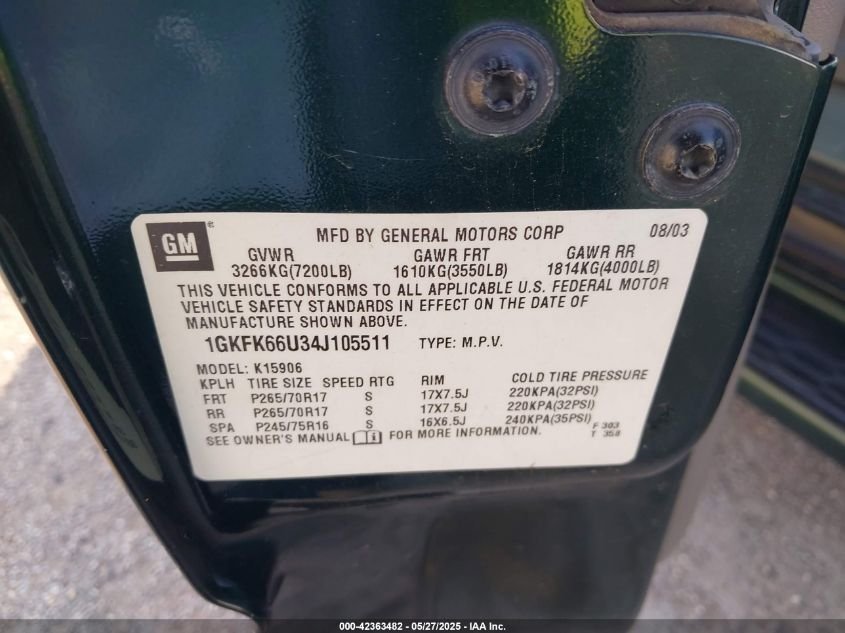 GM®
MFD BY GENERAL MOTORS CORP 08/03
GVWR GAWR FRT GAWR RR
3266KG(7200LB) 1610KG(3550LB) 1814KG(4000LB)
THIS VEHICLE CONFORMS TO ALL APPLICABLE U.S. FEDERAL MOTOR
VEHICLE SAFETY STANDARDS IN EFFECT ON THE DATE OF
MANUFACTURE SHOWN ABOVE.
1GKFK66U34J105511 TYPE: M.P.V.
MODEL: K15906
KPLH TIRE SIZE SPEED RTG RIM COLD TIRE PRESSURE
FRT P265/70R17 S 17X7.5J 220KPA(32PSI)
RR P265/70R17 S 17X7.5J 220KPA(32PSI)
SPA P245/75R16 S 16X6.5J 240KPA(35PSI)
SEE OWNER'S MANUAL FOR MORE INFORMATION.
F 303
T 358
000-42363482 - 05/27/2025 - IAA Inc.